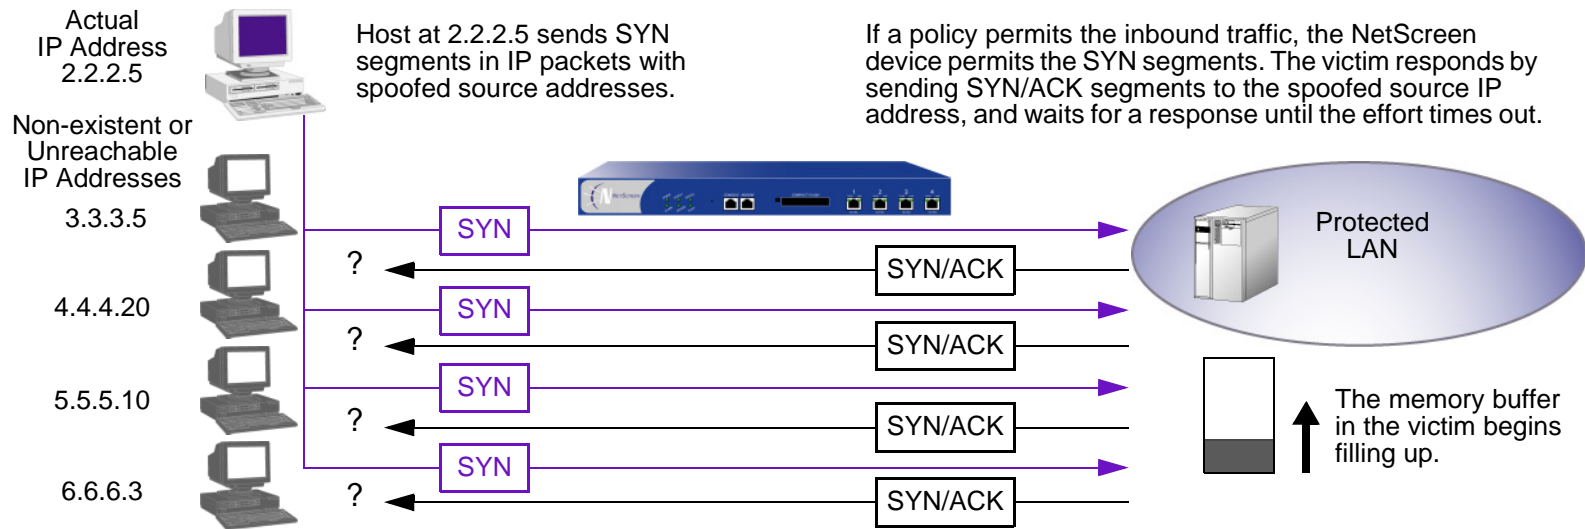 Actual
IP Address
2.2.2.5
Host at 2.2.2.5 sends SYN
segments in IP packets with
spoofed source addresses.
If a policy permits the inbound traffic, the NetScreen
device permits the SYN segments. The victim responds by
sending SYN/ACK segments to the spoofed source IP
address, and waits for a response until the effort times out.
Non-existent or
Unreachable
IP Addresses
NetScreen
1 2 3 4
3.3.3.5
SYN
Protected
LAN
?
SYN/ACK
4.4.4.20
SYN
?
SYN/ACK
5.5.5.10
SYN
?
SYN/ACK
The memory buffer
in the victim begins
filling up.
6.6.6.3
SYN
?
SYN/ACK